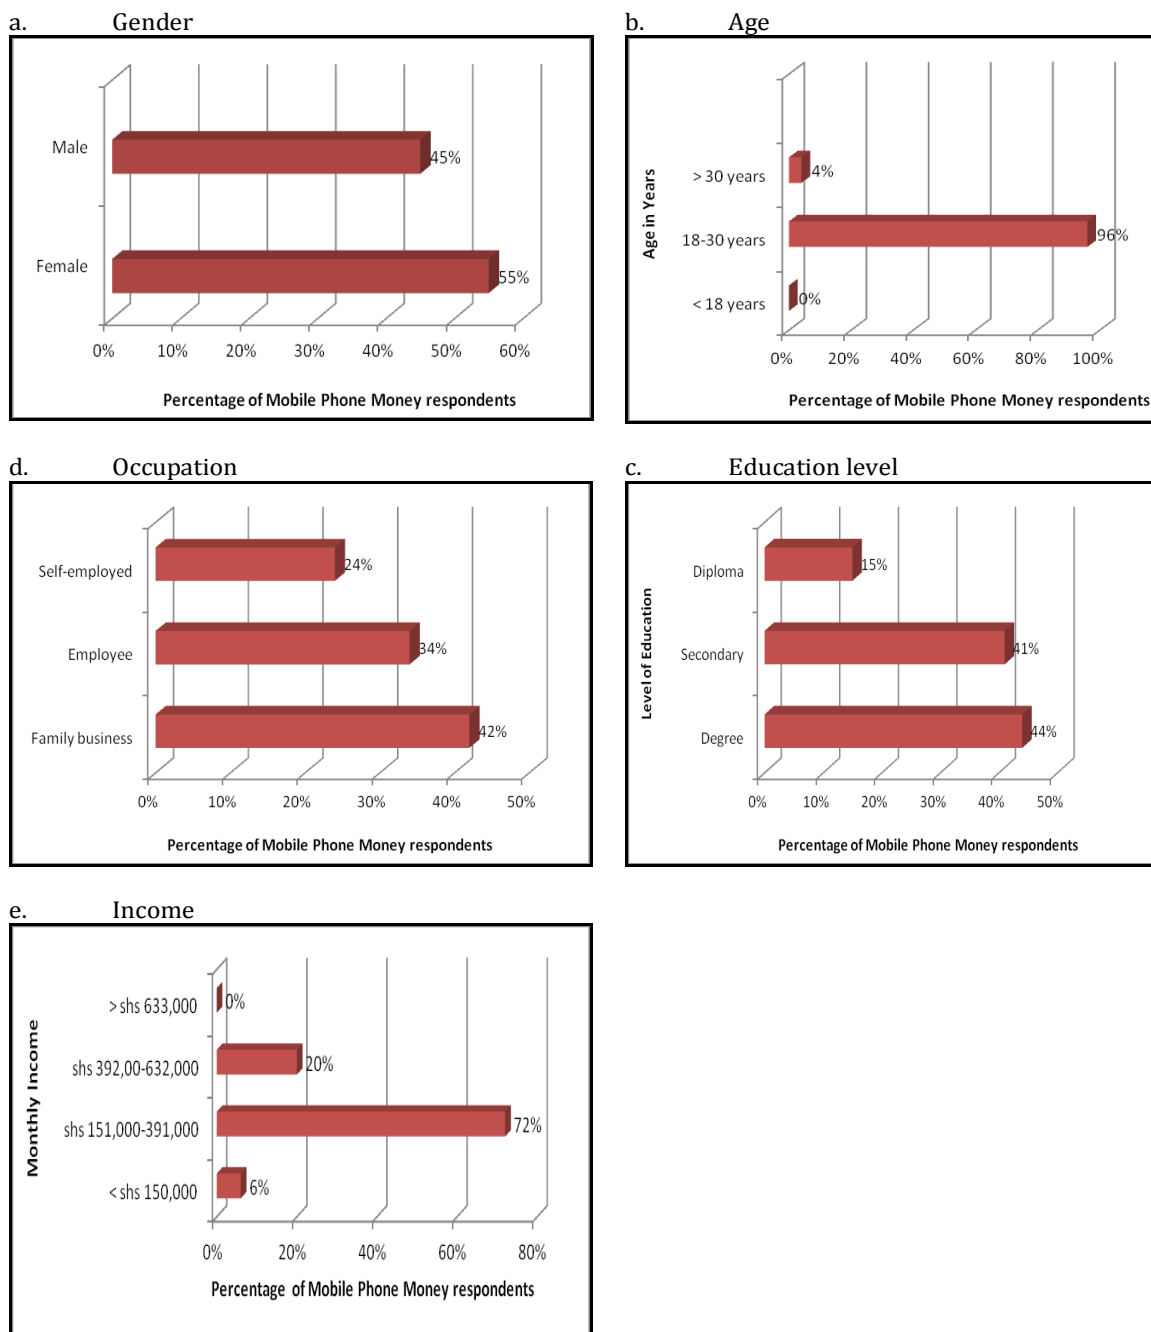 a. Gender
Male
45%
Female
55%
0% 10% 20% 30% 40% 50% 60%
Percentage of Mobile Phone Money respondents
b. Age
Age in Years
> 30 years
4%
18-30 years
96%
< 18 years
0%
0% 20% 40% 60% 80% 100%
Percentage of Mobile Phone Money respondents
d. Occupation
Self-employed
24%
Employee
34%
Family business
42%
0% 10% 20% 30% 40% 50%
Percentage of Mobile Phone Money respondents
c. Education level
Level of Education
Diploma
15%
Secondary
41%
Degree
44%
0% 10% 20% 30% 40% 50%
Percentage of Mobile Phone Money respondents
e. Income
Monthly Income
> shs 633,000
0%
shs 392,00-632,000
20%
shs 151,000-391,000
72%
< shs 150,000
6%
0% 20% 40% 60% 80%
Percentage of Mobile Phone Money respondents